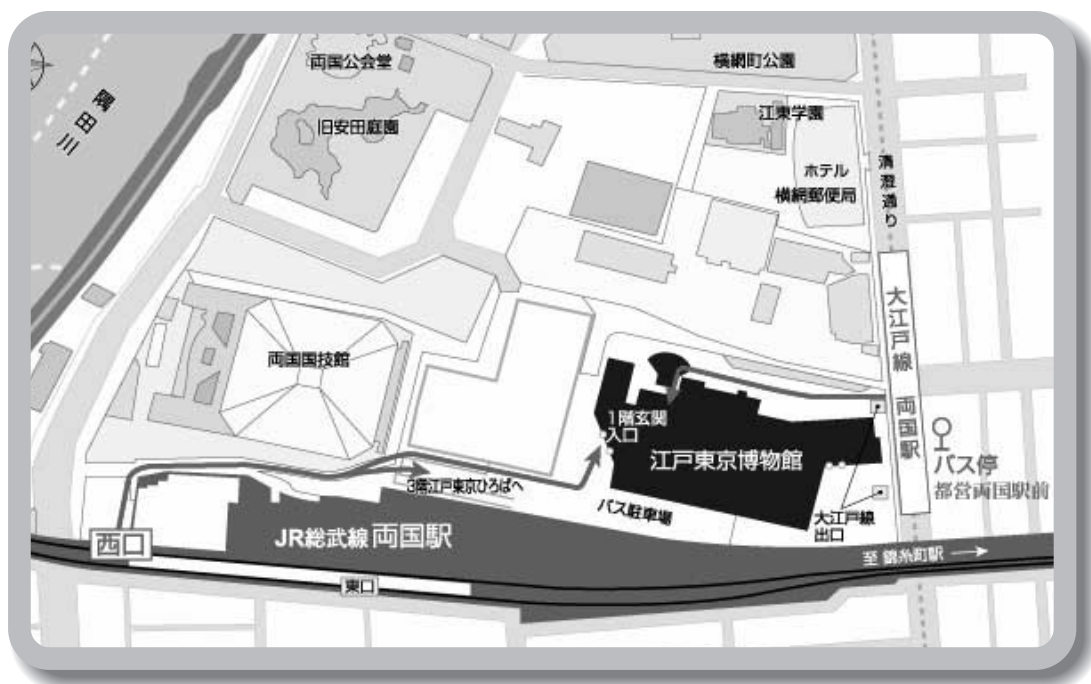 両国公会堂
横網町公園
隅田川
旧安田庭園
江東学園
ホテル
横網郵便局
清澄通り
大江戸線 両国駅
両国国技館
1階玄関
入口
江戸東京博物館
バス停
都営両国駅前
3階江戸東京ひろばへ
バス駐車場
大江戸線
出口
西口
JR総武線 両国駅
東口
至 錦糸町駅